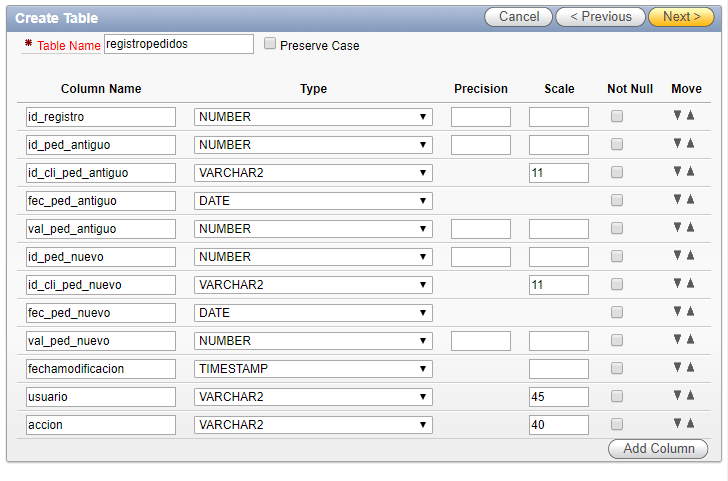 Create Table
Cancel
< Previous
Next >
* Table Name registropedidos Preserve Case
Column Name Type Precision Scale Not Null Move
id_registro NUMBER
id_ped_antiguo NUMBER
id_cli_ped_antiguo VARCHAR2 11
fec_ped_antiguo DATE
val_ped_antiguo NUMBER
id_ped_nuevo NUMBER
id_cli_ped_nuevo VARCHAR2 11
fec_ped_nuevo DATE
val_ped_nuevo NUMBER
fechamodificacion TIMESTAMP
usuario VARCHAR2 45
accion VARCHAR2 40
Add Column